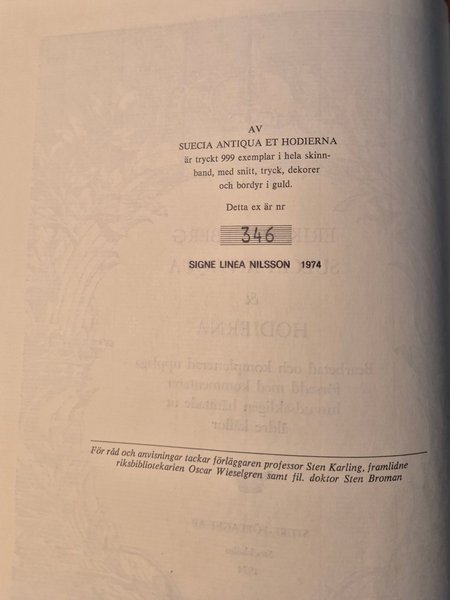 AV
SUECIA ANTIQUA ET HODIERNA
är tryckt 999 exemplar i hela skinn-
band, med snitt, tryck, dekorer
och bordyr i guld.
Detta ex är nr
346
SIGNE LINEA NILSSON 1974
För råd och anvisningar tackar förläggaren professor Sten Karling, framlidne
riksbibliotekarien Oscar Wieselgren samt fil. doktor Sten Broman